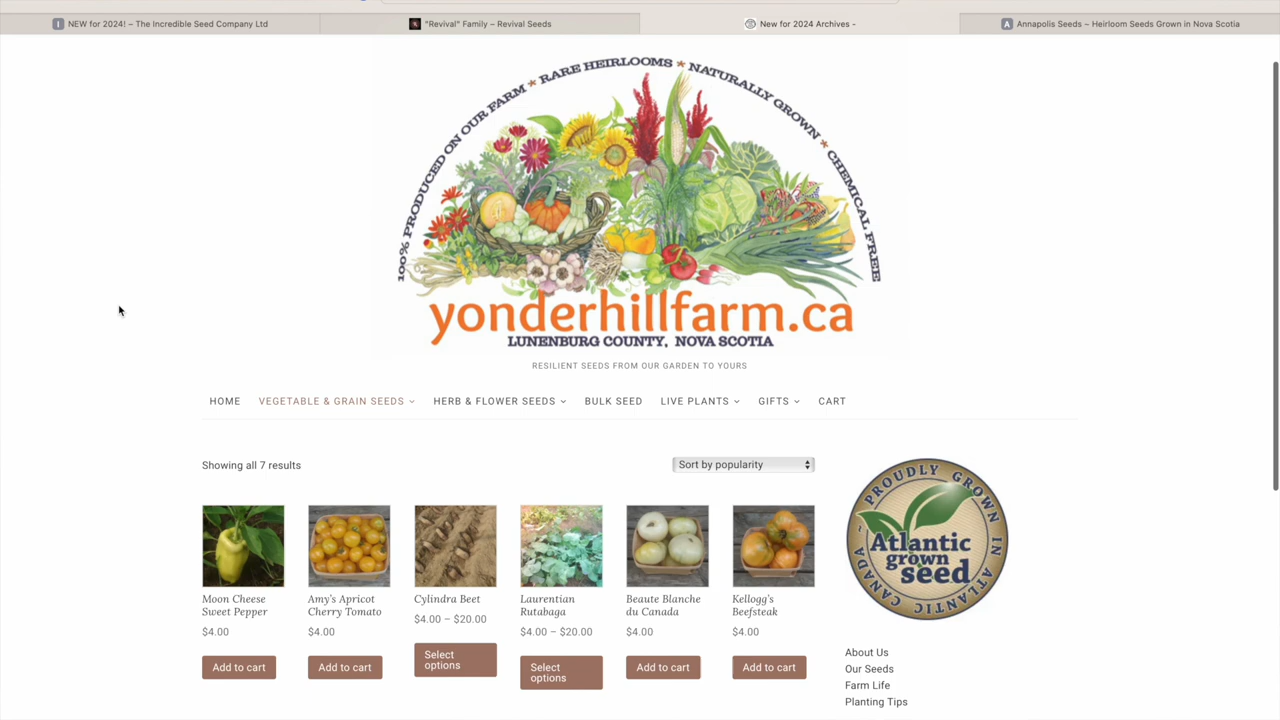 NEW for 2024! – The Incredible Seed Company Ltd
"Revival" Family – Revival Seeds
New for 2024 Archives -
Annapolis Seeds ~ Heirloom Seeds Grown in Nova Scotia
100% PRODUCED ON OUR FARM * RARE HEIRLOOMS * NATURALLY GROWN * CHEMICAL FREE
yonderhillfarm.ca
LUNENBURG COUNTY, NOVA SCOTIA
RESILIENT SEEDS FROM OUR GARDEN TO YOURS
HOME VEGETABLE & GRAIN SEEDS HERB & FLOWER SEEDS BULK SEED LIVE PLANTS GIFTS CART
Showing all 7 results
Sort by popularity
Moon Cheese
Sweet Pepper
$4.00
Add to cart
Amy's Apricot
Cherry Tomato
$4.00
Add to cart
Cylindra Beet
$4.00 – $20.00
Select
options
Laurentian
Rutabaga
$4.00 – $20.00
Select
options
Beaute Blanche
du Canada
$4.00
Add to cart
Kellogg's
Beefsteak
$4.00
Add to cart
PROUDLY GROWN IN ATLANTIC CANADA
Atlantic
grown
seed
About Us
Our Seeds
Farm Life
Planting Tips